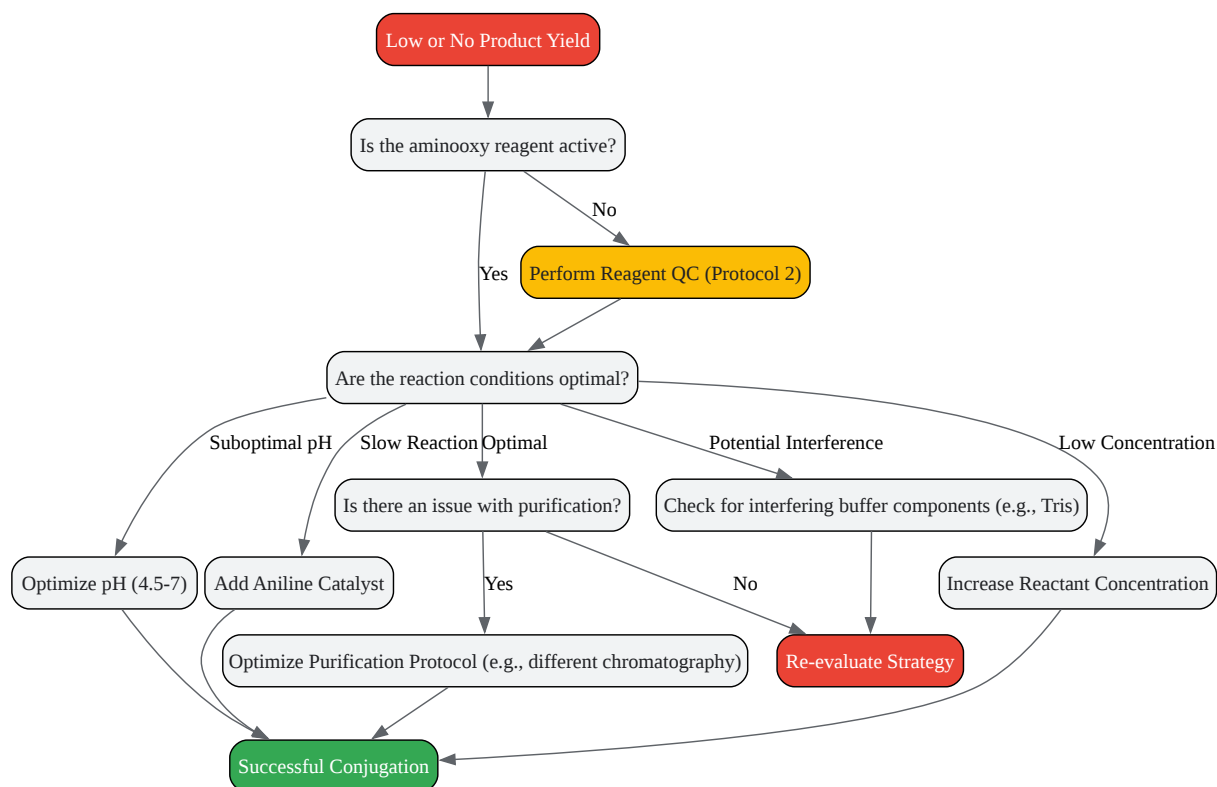 Low or No Product Yield
Is the aminooxy reagent active?
No
Yes
Perform Reagent QC (Protocol 2)
Are the reaction conditions optimal?
Suboptimal pH
Slow Reaction
Optimal
Potential Interference
Low Concentration
Is there an issue with purification?
Check for interfering buffer components (e.g., Tris)
Optimize pH (4.5-7)
Add Aniline Catalyst
Yes
No
Increase Reactant Concentration
Optimize Purification Protocol (e.g., different chromatography)
Re-evaluate Strategy
Successful Conjugation